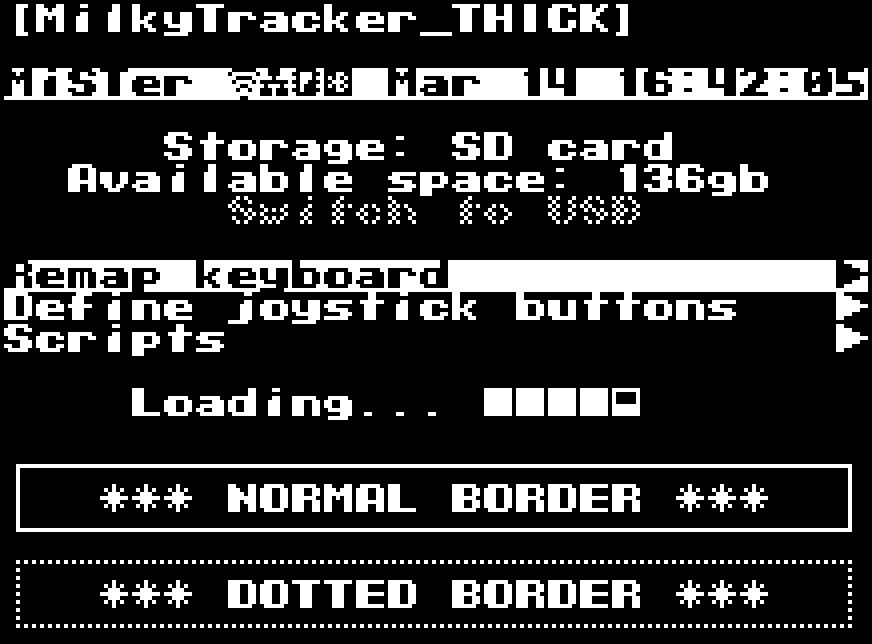 [MilkyTracker_THICK]
MiSTer Mar 14 16:42:05
Storage: SD card
Available space: 136gb
Switch to USB
Remap keyboard
Define joystick buttons
Scripts
Loading...
*** NORMAL BORDER ***
*** DOTTED BORDER ***